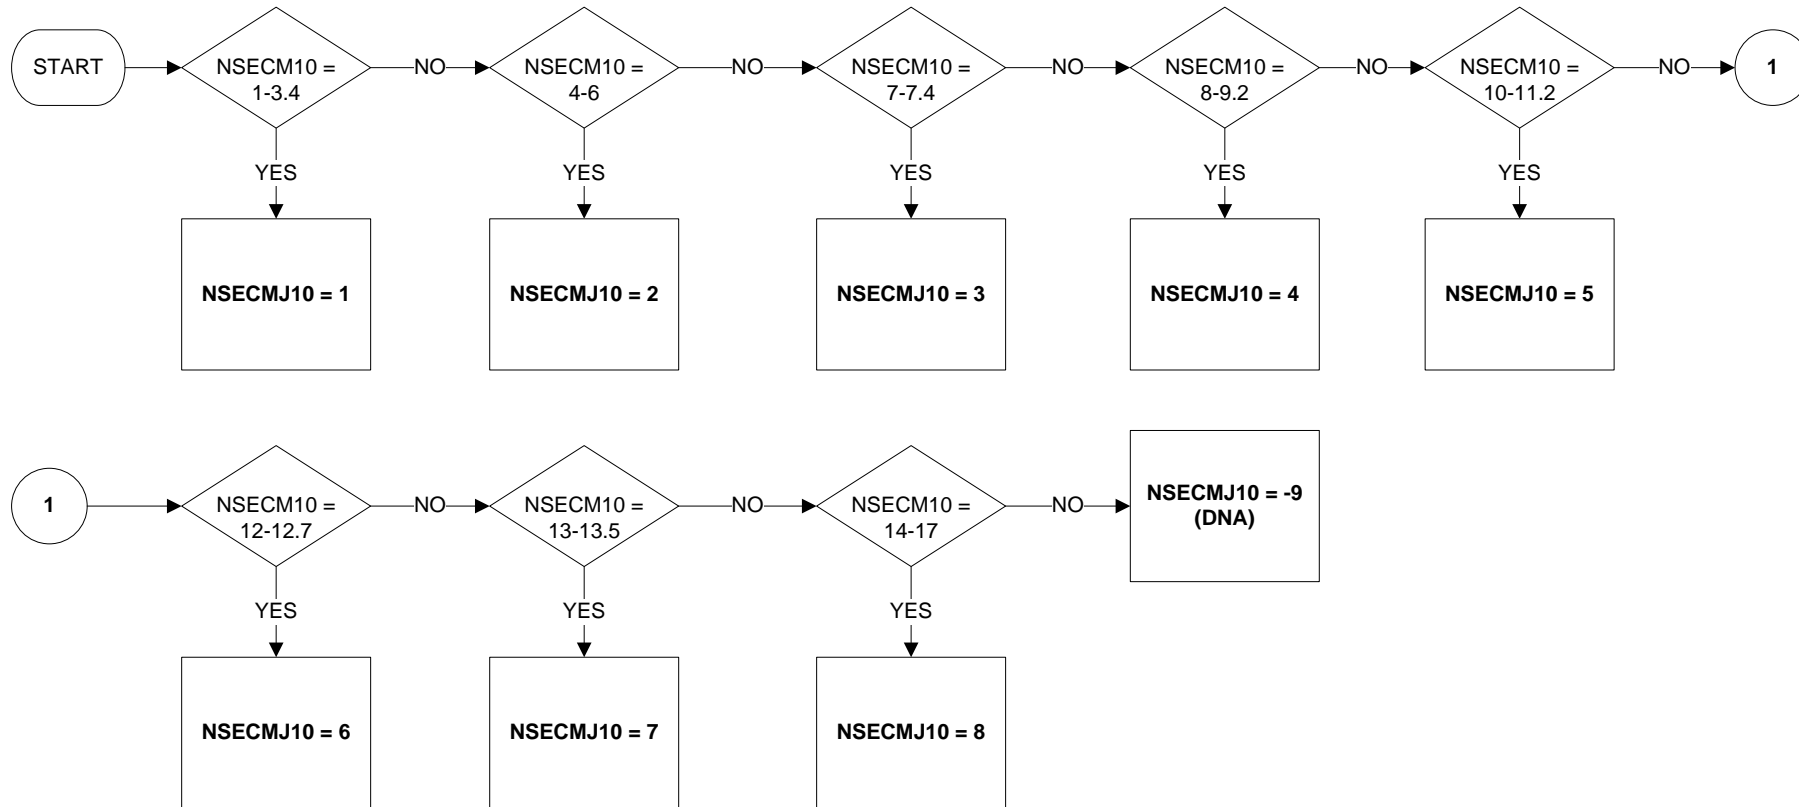 START
NSECM10 =
1-3.4
NO
NSECM10 =
4-6
NO
NSECM10 =
7-7.4
NO
NSECM10 =
8-9.2
NO
NSECM10 =
10-11.2
NO
1
YES
YES
YES
YES
YES
NSECMJ10 = 1
NSECMJ10 = 2
NSECMJ10 = 3
NSECMJ10 = 4
NSECMJ10 = 5
1
NSECM10 =
12-12.7
NO
NSECM10 =
13-13.5
NO
NSECM10 =
14-17
NO
NSECMJ10 = -9
(DNA)
YES
YES
YES
NSECMJ10 = 6
NSECMJ10 = 7
NSECMJ10 = 8